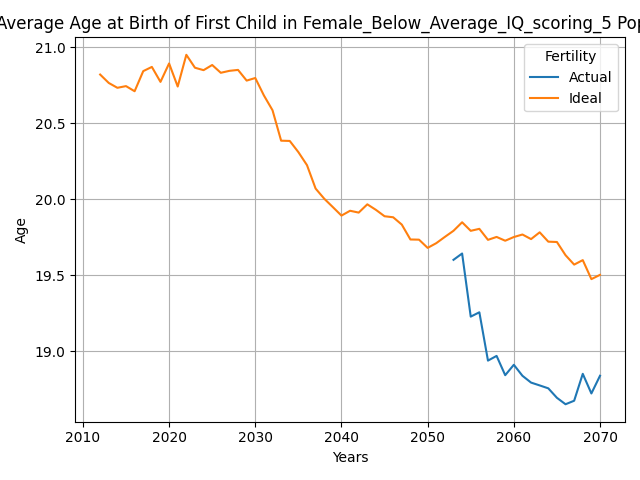 Average Age at Birth of First Child in Female_Below_Average_IQ_scoring_5 Pop
Fertility
Actual
Ideal
21.0
20.5
20.0
19.5
19.0
Age
2010 2020 2030 2040 2050 2060 2070
Years